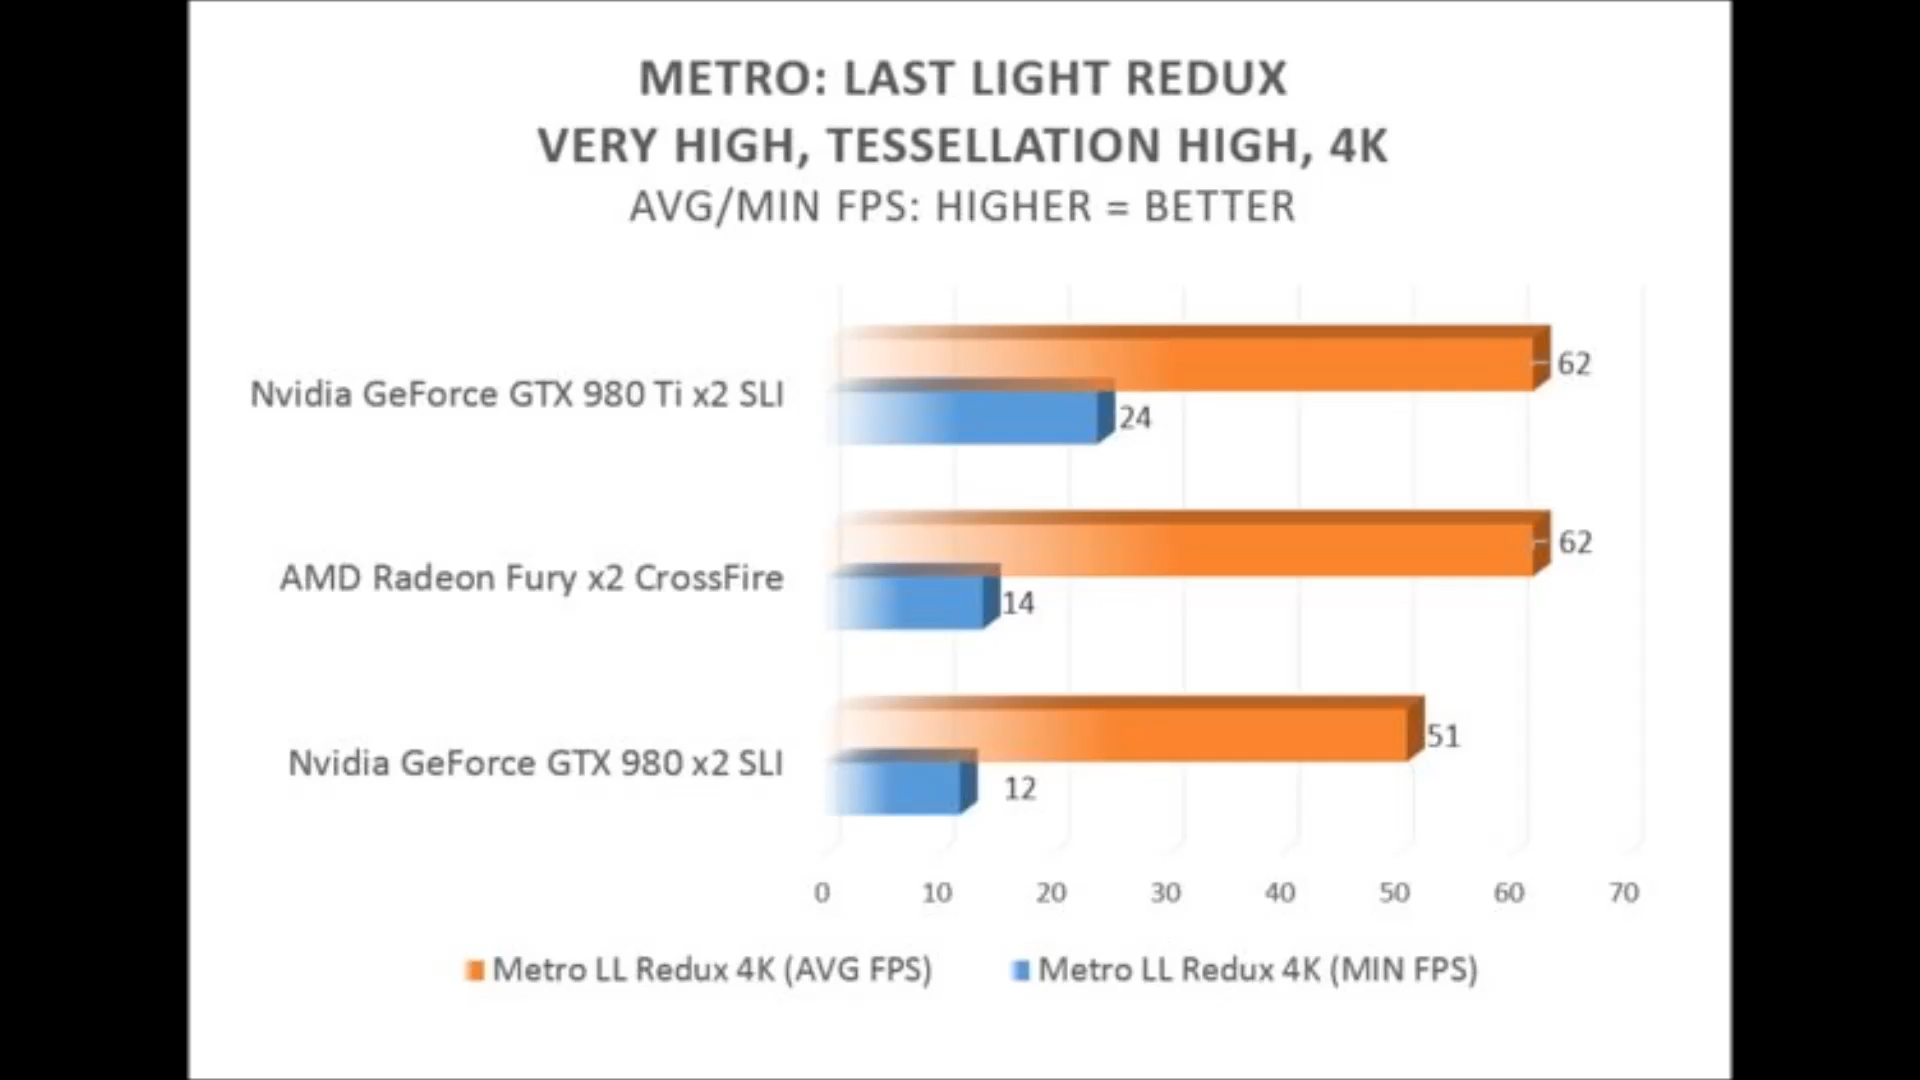 METRO: LAST LIGHT REDUX
VERY HIGH, TESSELLATION HIGH, 4K
AVG/MIN FPS: HIGHER = BETTER
Nvidia GeForce GTX 980 Ti x2 SLI
62
24
AMD Radeon Fury x2 CrossFire
62
14
Nvidia GeForce GTX 980 x2 SLI
51
12
0 10 20 30 40 50 60 70
Metro LL Redux 4K (AVG FPS) Metro LL Redux 4K (MIN FPS)